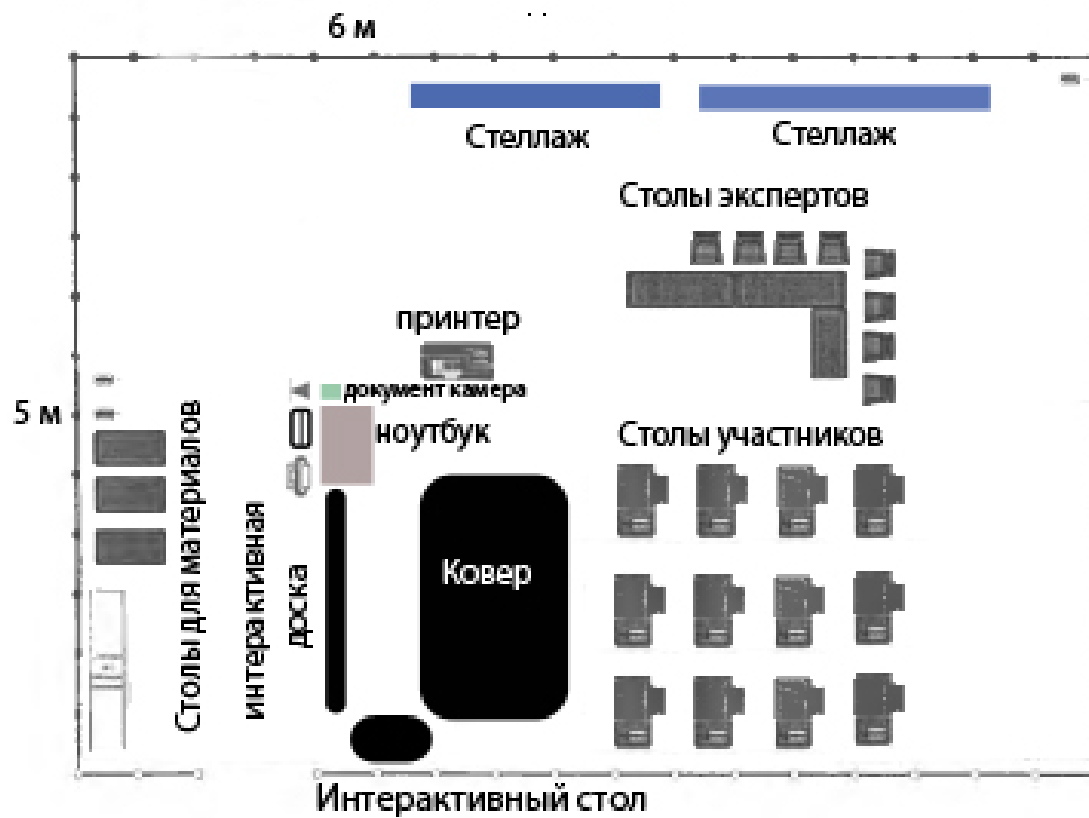 6 м
Стеллаж
Стеллаж
Столы экспертов
принтер
документ камера
5 м
ноутбук
Столы участников
Столы для материалов
интерактивная
доска
Ковер
Интерактивный стол